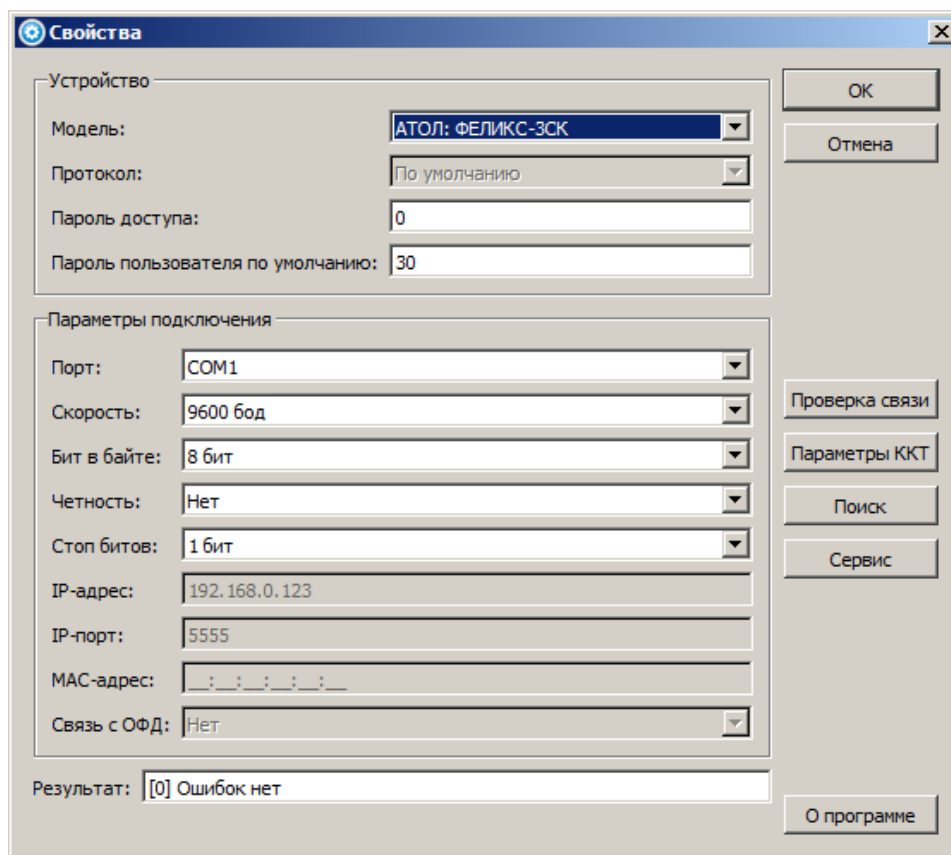 Свойства
Устройство
OK
Модель: АТОЛ: ФЕЛИКС-3СК
Отмена
Протокол: По умолчанию
Пароль доступа: 0
Пароль пользователя по умолчанию: 30
Параметры подключения
Порт: COM1
Проверка связи
Скорость: 9600 бод
Бит в байте: 8 бит
Параметры ККТ
Четность: Нет
Поиск
Стоп битов: 1 бит
Сервис
IP-адрес: 192.168.0.123
IP-порт: 5555
MAC-адрес: __:__:__:__:__:__
Связь с ОФД: Нет
Результат: [0] Ошибок нет
О программе